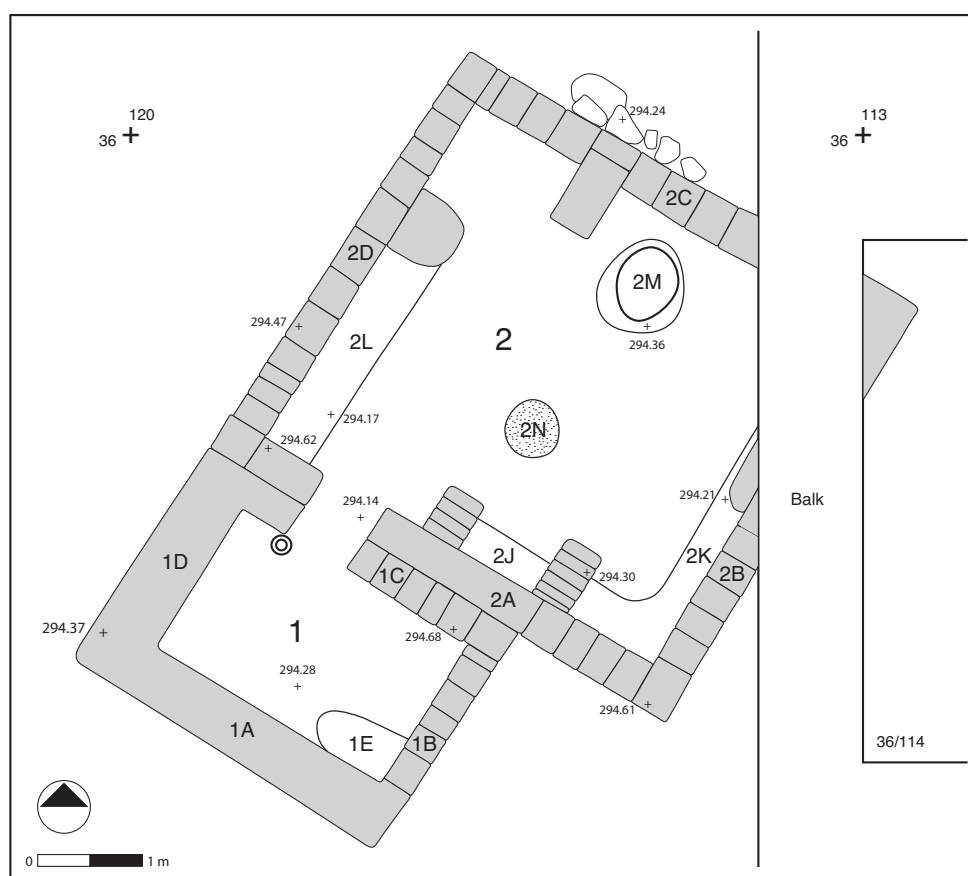 120
36
294.24
113
36
2C
2D
2M
294.47
2L
2
294.36
294.17
2N
294.62
294.14
294.21
Balk
2J
2K
1D
1C
294.30
2B
2A
294.37
1
294.68
294.28
294.61
1A
1E
1B
36/114
0
1 m